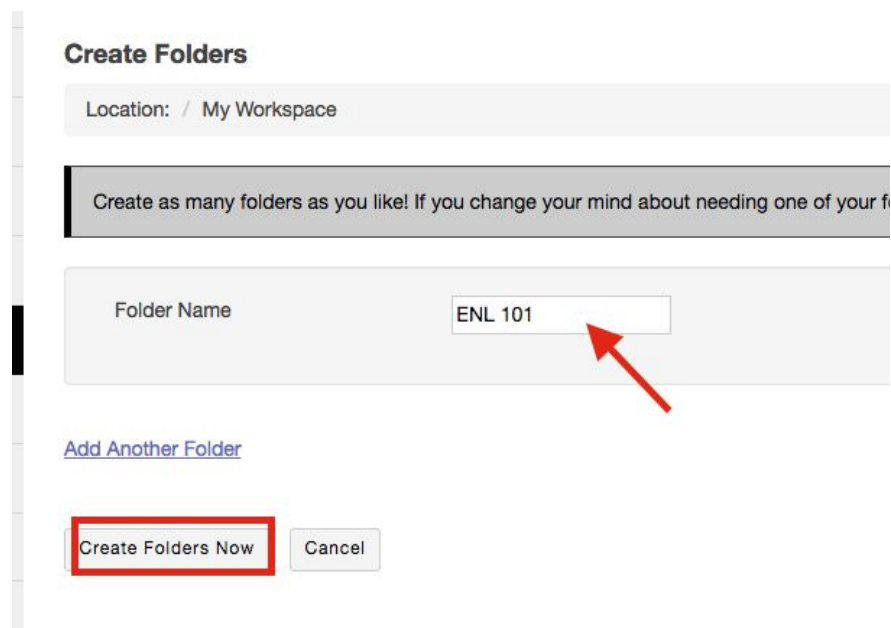 Create Folders
Location: / My Workspace
Create as many folders as you like! If you change your mind about needing one of your
Folder Name
ENL 101
Add Another Folder
Create Folders Now
Cancel